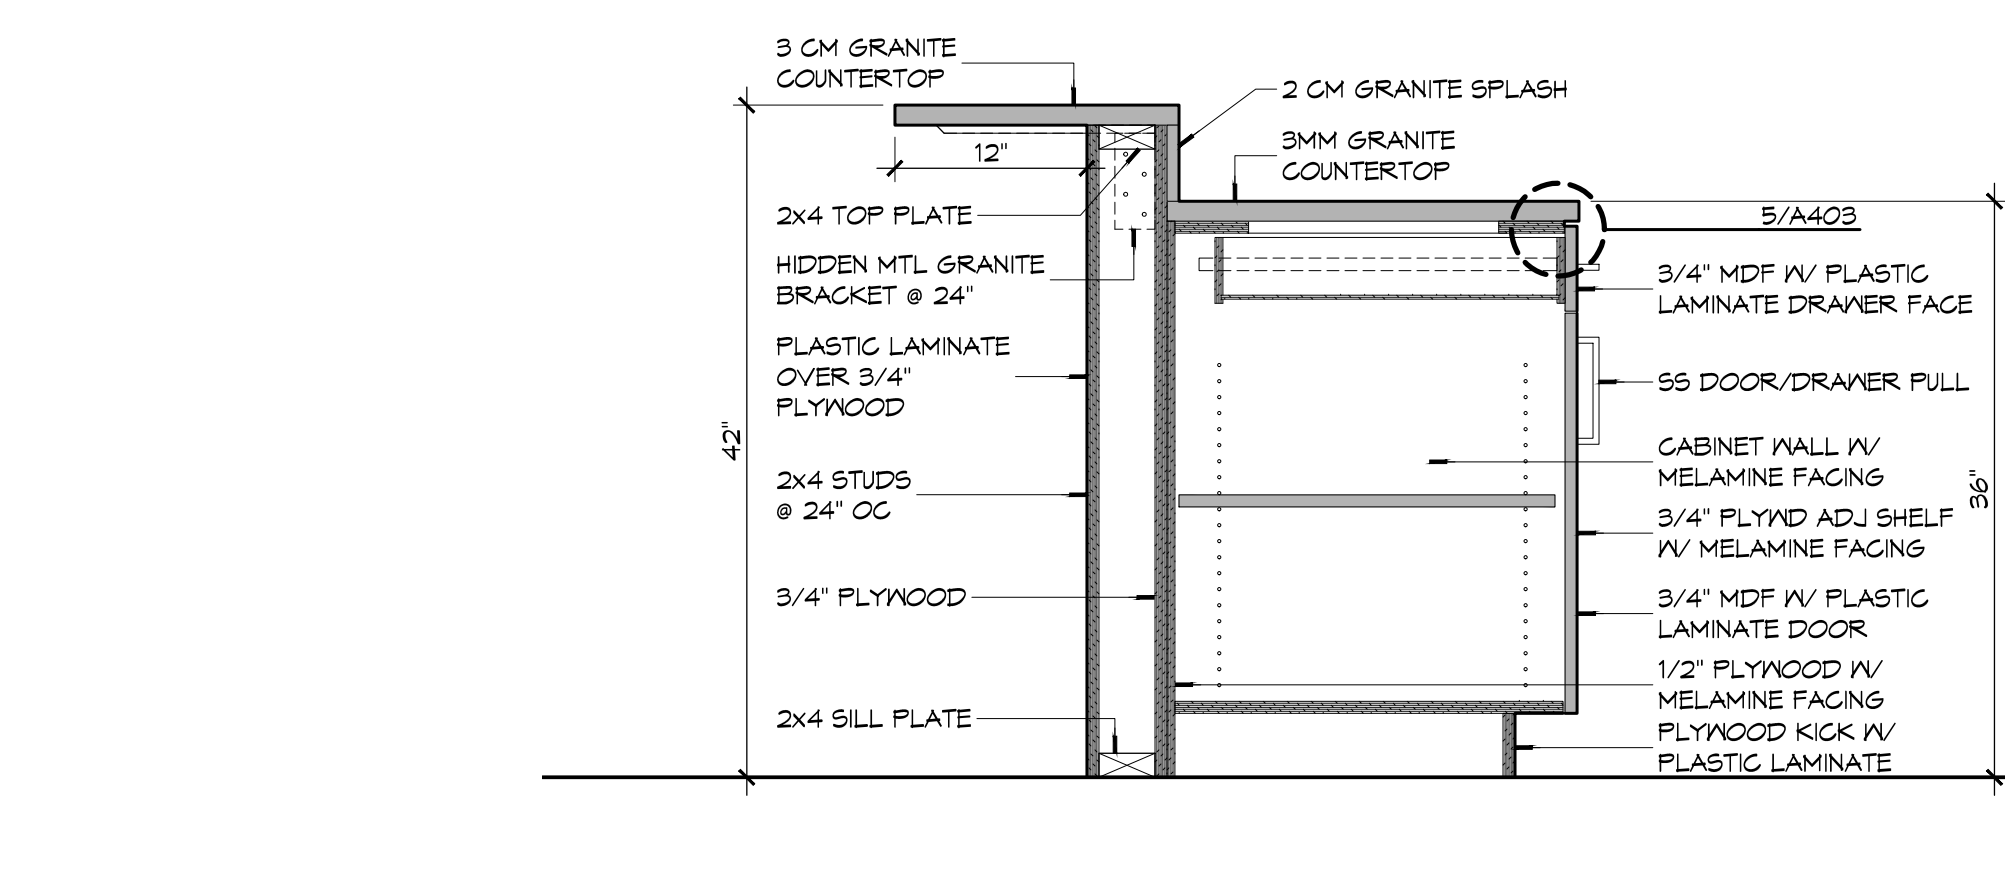 3 CM GRANITE
COUNTERTOP
2 CM GRANITE SPLASH
3MM GRANITE
COUNTERTOP
12"
2x4 TOP PLATE
5/A403
HIDDEN MTL GRANITE
BRACKET @ 24"
3/4" MDF W/ PLASTIC
LAMINATE DRAWER FACE
PLASTIC LAMINATE
OVER 3/4"
PLYWOOD
SS DOOR/DRAWER PULL
42"
CABINET WALL W/
MELAMINE FACING
36"
2x4 STUDS
@ 24" OC
3/4" PLYWD ADJ SHELF
W/ MELAMINE FACING
3/4" PLYWOOD
3/4" MDF W/ PLASTIC
LAMINATE DOOR
1/2" PLYWOOD W/
MELAMINE FACING
2x4 SILL PLATE
PLYWOOD KICK W/
PLASTIC LAMINATE